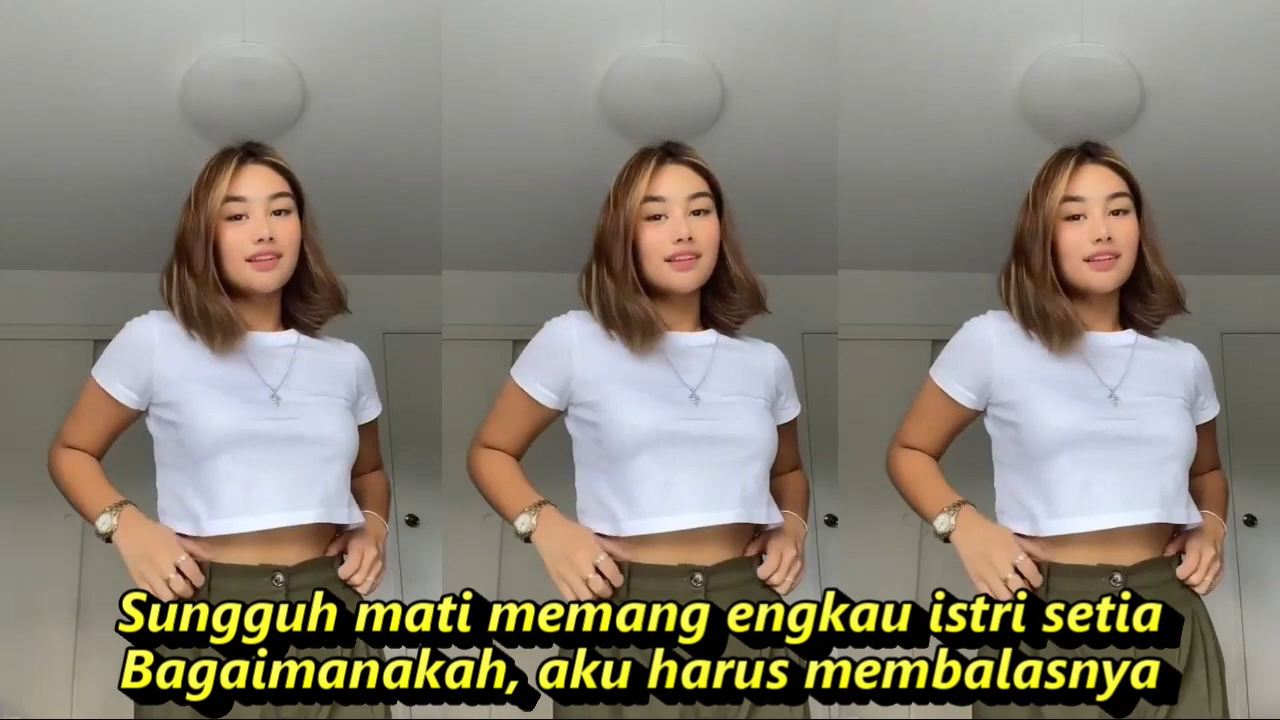 Sungguh mati memang engkau istri setia
Bagaimanakah, aku harus membalasnya